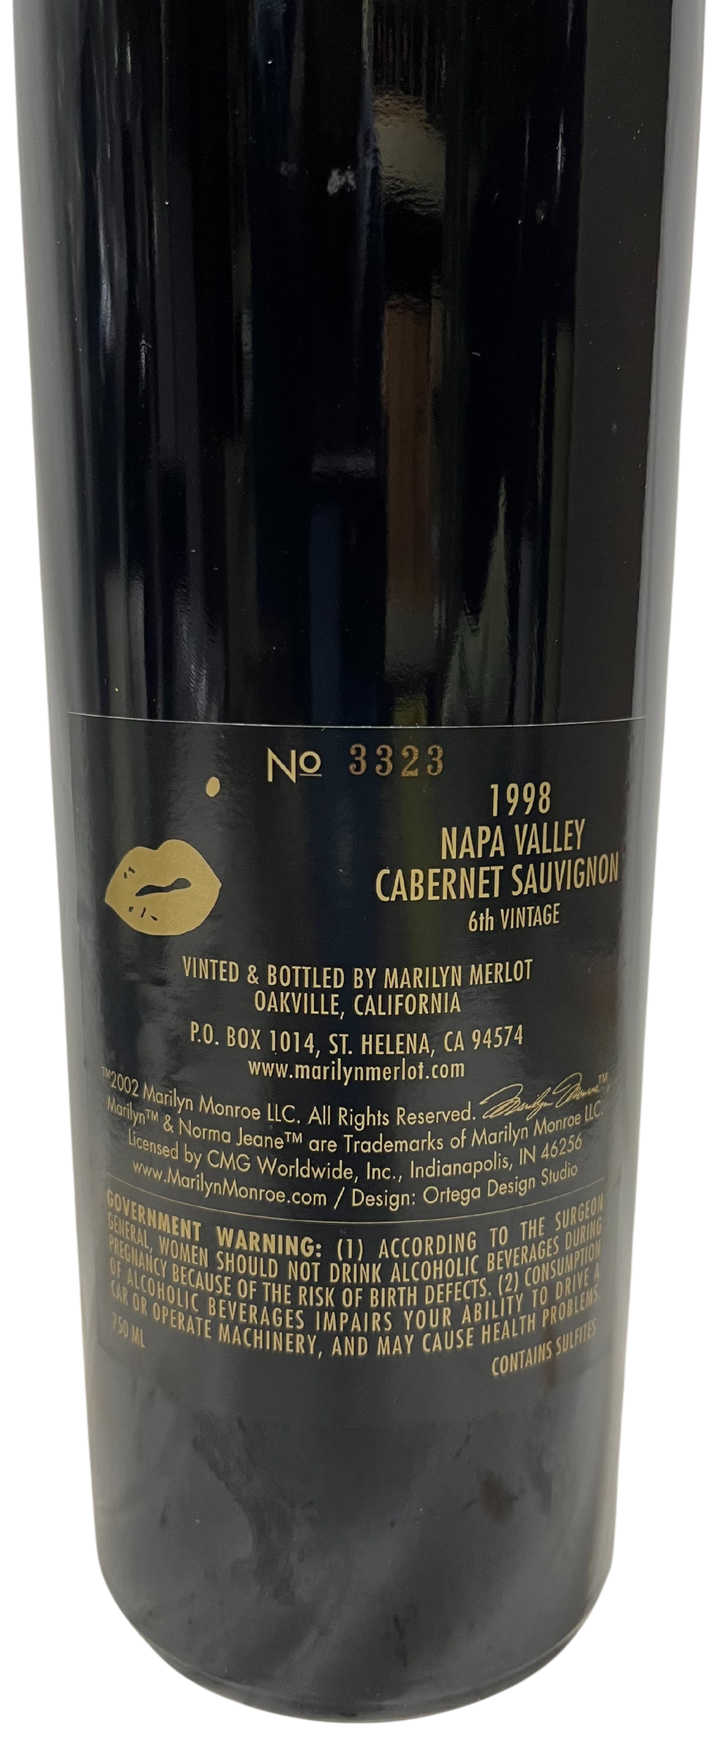 No 3323
1998
NAPA VALLEY
CABERNET SAUVIGNON
6th VINTAGE
VINTED & BOTTLED BY MARILYN MERLOT
OAKVILLE, CALIFORNIA
P.O. BOX 1014, ST. HELENA, CA 94574
www.marilynmerlot.com
™2002 Marilyn Monroe LLC. All Rights Reserved. Marilyn Monroe™
Marilyn™ & Norma Jeane™ are Trademarks of Marilyn Monroe LLC.
Licensed by CMG Worldwide, Inc., Indianapolis, IN 46256
www.MarilynMonroe.com / Design: Ortega Design Studio
GOVERNMENT WARNING: (1) ACCORDING TO THE SURGEON
GENERAL, WOMEN SHOULD NOT DRINK ALCOHOLIC BEVERAGES DURING
PREGNANCY BECAUSE OF THE RISK OF BIRTH DEFECTS. (2) CONSUMPTION
OF ALCOHOLIC BEVERAGES IMPAIRS YOUR ABILITY TO DRIVE A
CAR OR OPERATE MACHINERY, AND MAY CAUSE HEALTH PROBLEMS.
750 ML
CONTAINS SULFITES